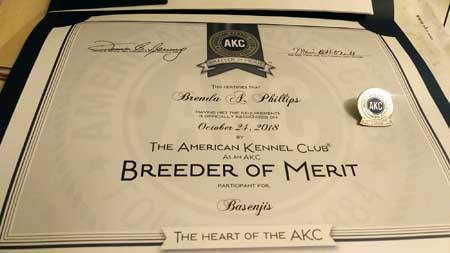 AKC
BREEDER OF MERIT
THIS CERTIFIES THAT
Brenda A. Phillips
HAVING MET THE REQUIREMENTS
IS OFFICIALLY RECOGNIZED ON
October 24, 2018
BY
THE AMERICAN KENNEL CLUB®
AS AN AKC
BREEDER OF MERIT
PARTICIPANT FOR
Basenjis
THE HEART OF THE AKC
AKC